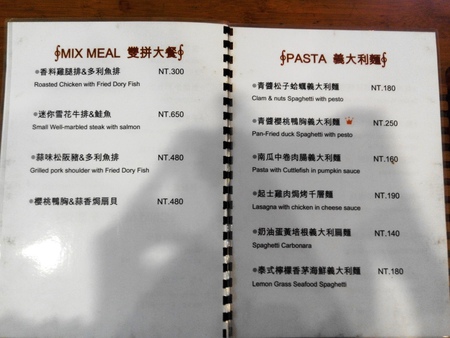 ∮MIX MEAL 雙拼大餐∮
※香料雞腿排&多利魚排 NT.300
Roasted Chicken with Fried Dory Fish
※迷你雪花牛排&鮭魚 NT.650
Small Well-marbled steak with salmon
※蒜味松阪豬&多利魚排 NT.480
Grilled pork shoulder with Fried Dory Fish
※櫻桃鴨胸&蒜香焗扇貝 NT.480
∮PASTA 義大利麵∮
※青醬松子蛤蠣義大利麵 NT.180
Clam & nuts Spaghetti with pesto
※青醬櫻桃鴨胸義大利麵 NT.250
Pan-Fried duck Spaghetti with pesto
※南瓜中卷肉腸義大利麵 NT.160
Pasta with Cuttlefish in pumpkin sauce
※起士雞肉焗烤千層麵 NT.190
Lasagna with chicken in cheese sauce
※奶油蛋黃培根義大利腸麵 NT.140
Spaghetti Carbonara
※泰式檸檬香茅海鮮義大利麵 NT.180
Lemon Grass Seafood Spaghetti